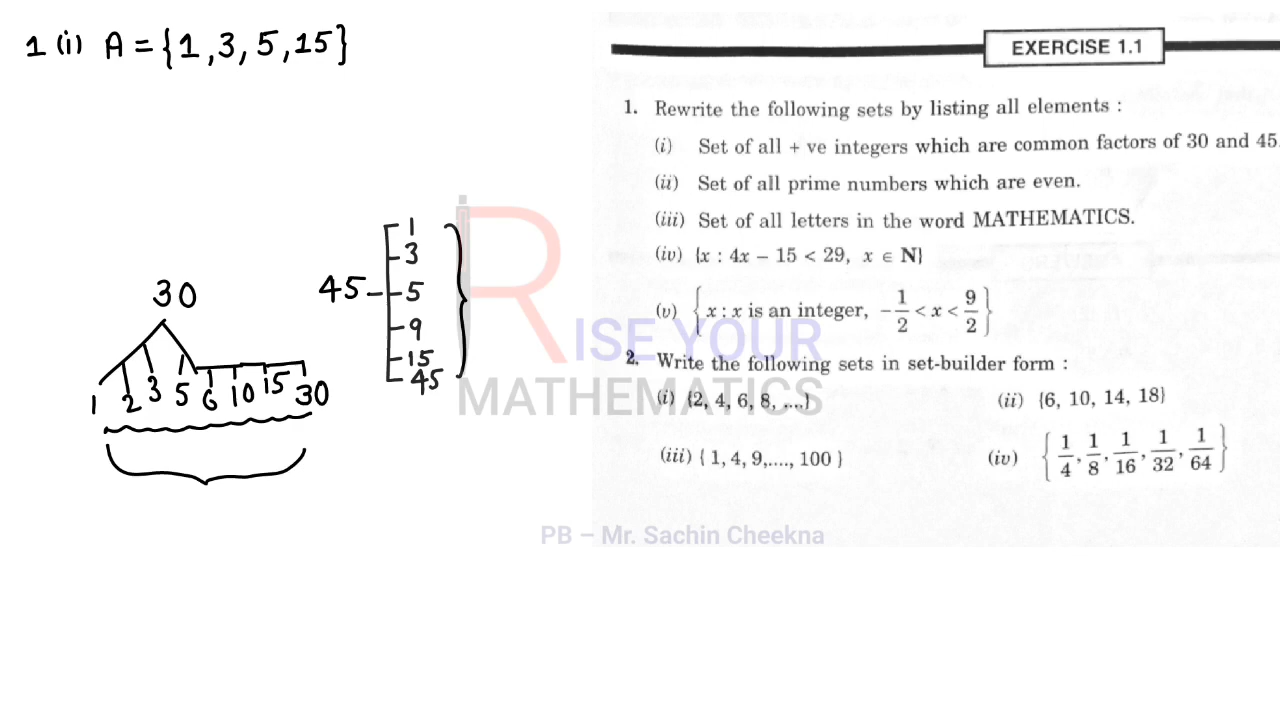 1 (i) A = {1, 3, 5, 15}
30
1 2 3 5 6 10 15 30
45
1
3
5
9
15
45
EXERCISE 1.1
1. Rewrite the following sets by listing all elements :
(i) Set of all + ve integers which are common factors of 30 and 45.
(ii) Set of all prime numbers which are even.
(iii) Set of all letters in the word MATHEMATICS.
(iv) {x : 4x − 15 < 29, x ∈ N}
(v) {x : x is an integer, −1/2 < x < 9/2}
2. Write the following sets in set-builder form :
(i) {2, 4, 6, 8, ....}
(ii) {6, 10, 14, 18}
(iii) { 1, 4, 9,...., 100 }
(iv) {1/4, 1/8, 1/16, 1/32, 1/64}
RISE YOUR
MATHEMATICS
PB – Mr. Sachin Cheekna